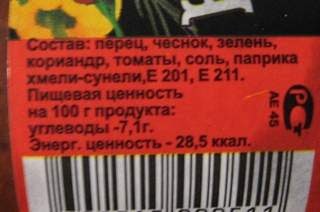 Состав: перец, чеснок, зелень,
кориандр, томаты, соль, паприка
хмели-сунели,Е 201, Е 211.
Пищевая ценность
на 100 г продукта:
углеводы -7,1г.
Энерг. ценность - 28,5 ккал.
АЕ 45